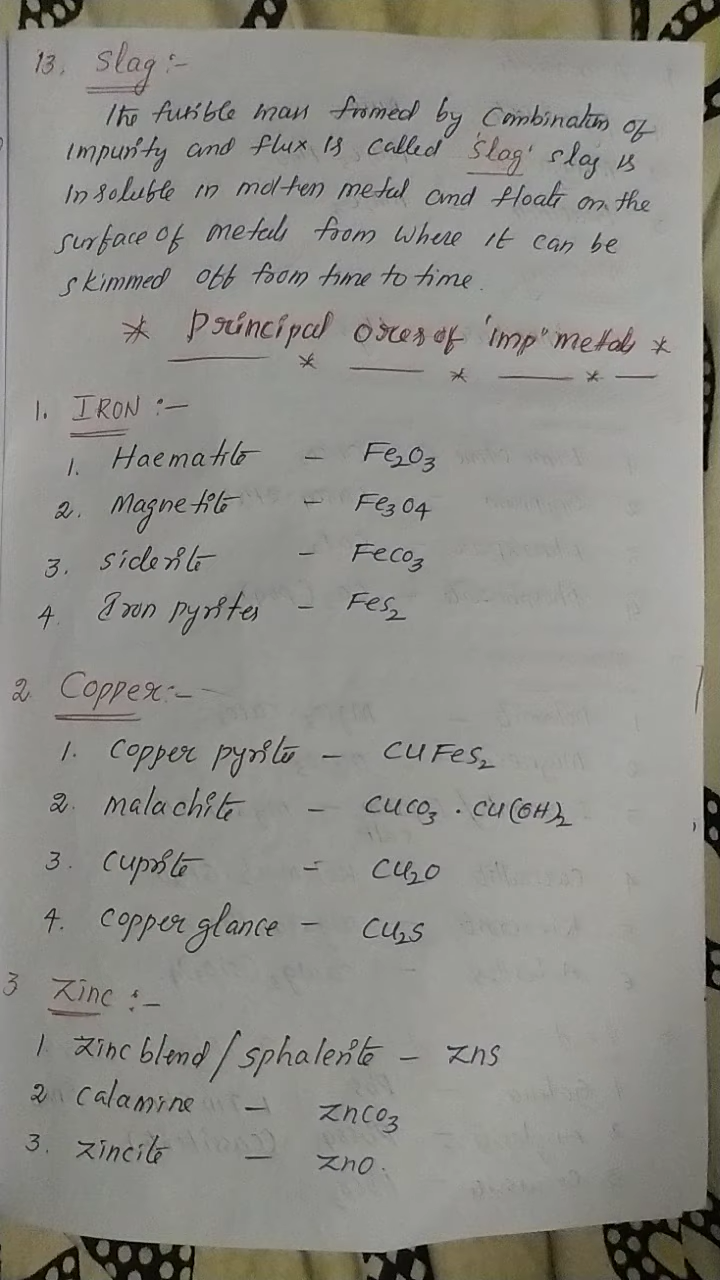 13. Slag :-
The fusible mass fromed by Combination of
impurity and flux is called 'Slag' slag is
Insoluble in molten metal and floats on the
surface of metals from where it can be
skimmed off from time to time.
* Principal ores of 'imp" metals *
1. IRON :-
1. Haematite - Fe2O3
2. Magnetite - Fe3O4
3. siderite - FeCO3
4. Iron pyrites - FeS2
2. Copper:-
1. Copper pyrite - CuFeS2
2. malachite - CuCO3 . Cu(OH)2
3. cuprite = Cu2O
4. Copper glance - Cu2S
3 Zinc :-
1. Zinc blend / sphalerite - ZnS
2 Calamine - ZnCO3
3. Zincite - ZnO.